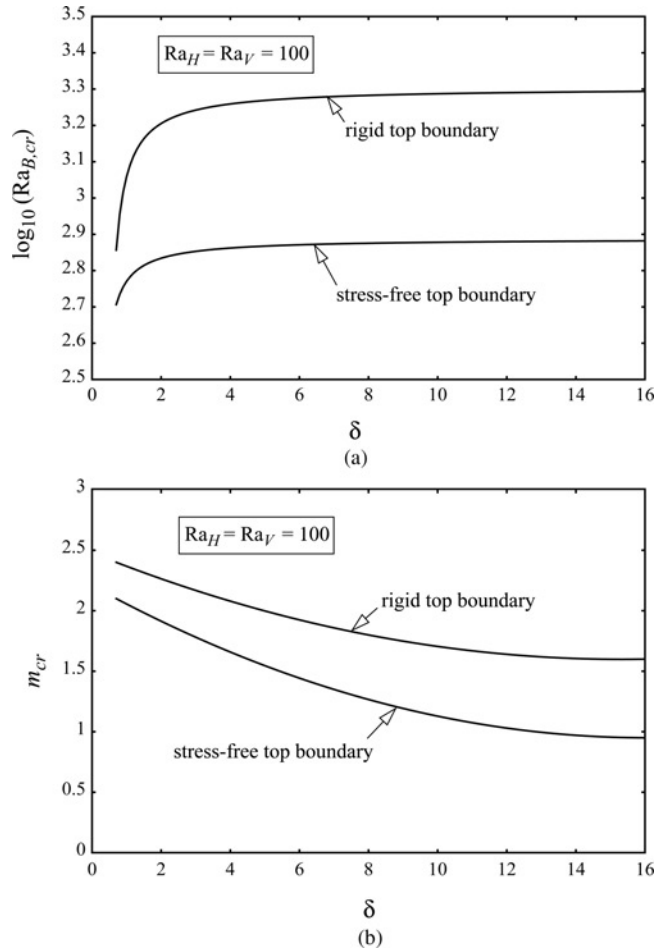 3.5
Ra_H = Ra_V = 100
3.4
3.3
3.2
rigid top boundary
3.1
log10 (Ra_B,cr)
3
2.9
2.8
stress-free top boundary
2.7
2.6
2.5
0 2 4 6 8 10 12 14 16
δ
(a)
3
Ra_H = Ra_V = 100
2.5
rigid top boundary
2
m_cr
1.5
1
stress-free top boundary
0.5
0
0 2 4 6 8 10 12 14 16
δ
(b)